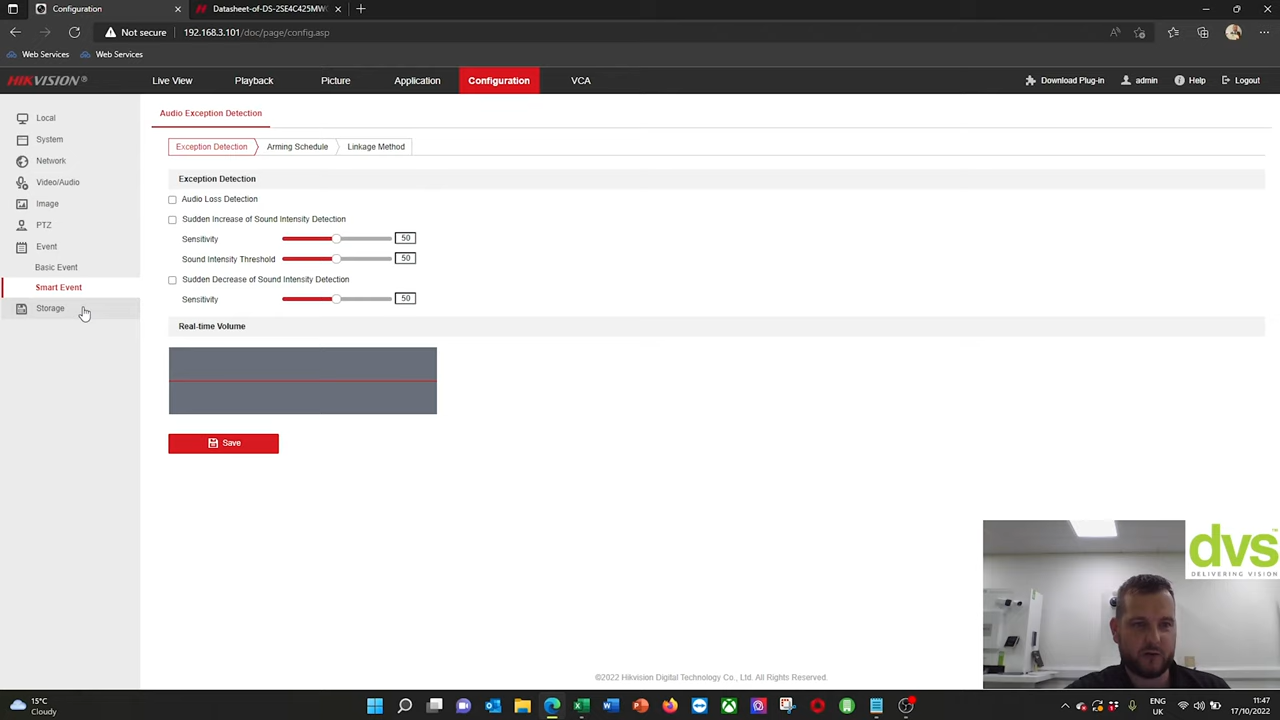 Configuration
Datasheet-of-DS-2SE4C425MW
Not secure
192.168.3.101/doc/page/config.asp
Web Services
Web Services
HIKVISION®
Live View
Playback
Picture
Application
Configuration
VCA
Download Plug-in
admin
Help
Logout
Local
System
Network
Video/Audio
Image
PTZ
Event
Basic Event
Smart Event
Storage
Audio Exception Detection
Exception Detection
Arming Schedule
Linkage Method
Exception Detection
Audio Loss Detection
Sudden Increase of Sound Intensity Detection
Sensitivity
50
Sound Intensity Threshold
50
Sudden Decrease of Sound Intensity Detection
Sensitivity
50
Real-time Volume
Save
dvs™
DELIVERING VISION
©2022 Hikvision Digital Technology Co., Ltd. All Rights Reserved.
15°C
Cloudy
ENG
UK
11:47
17/10/2022